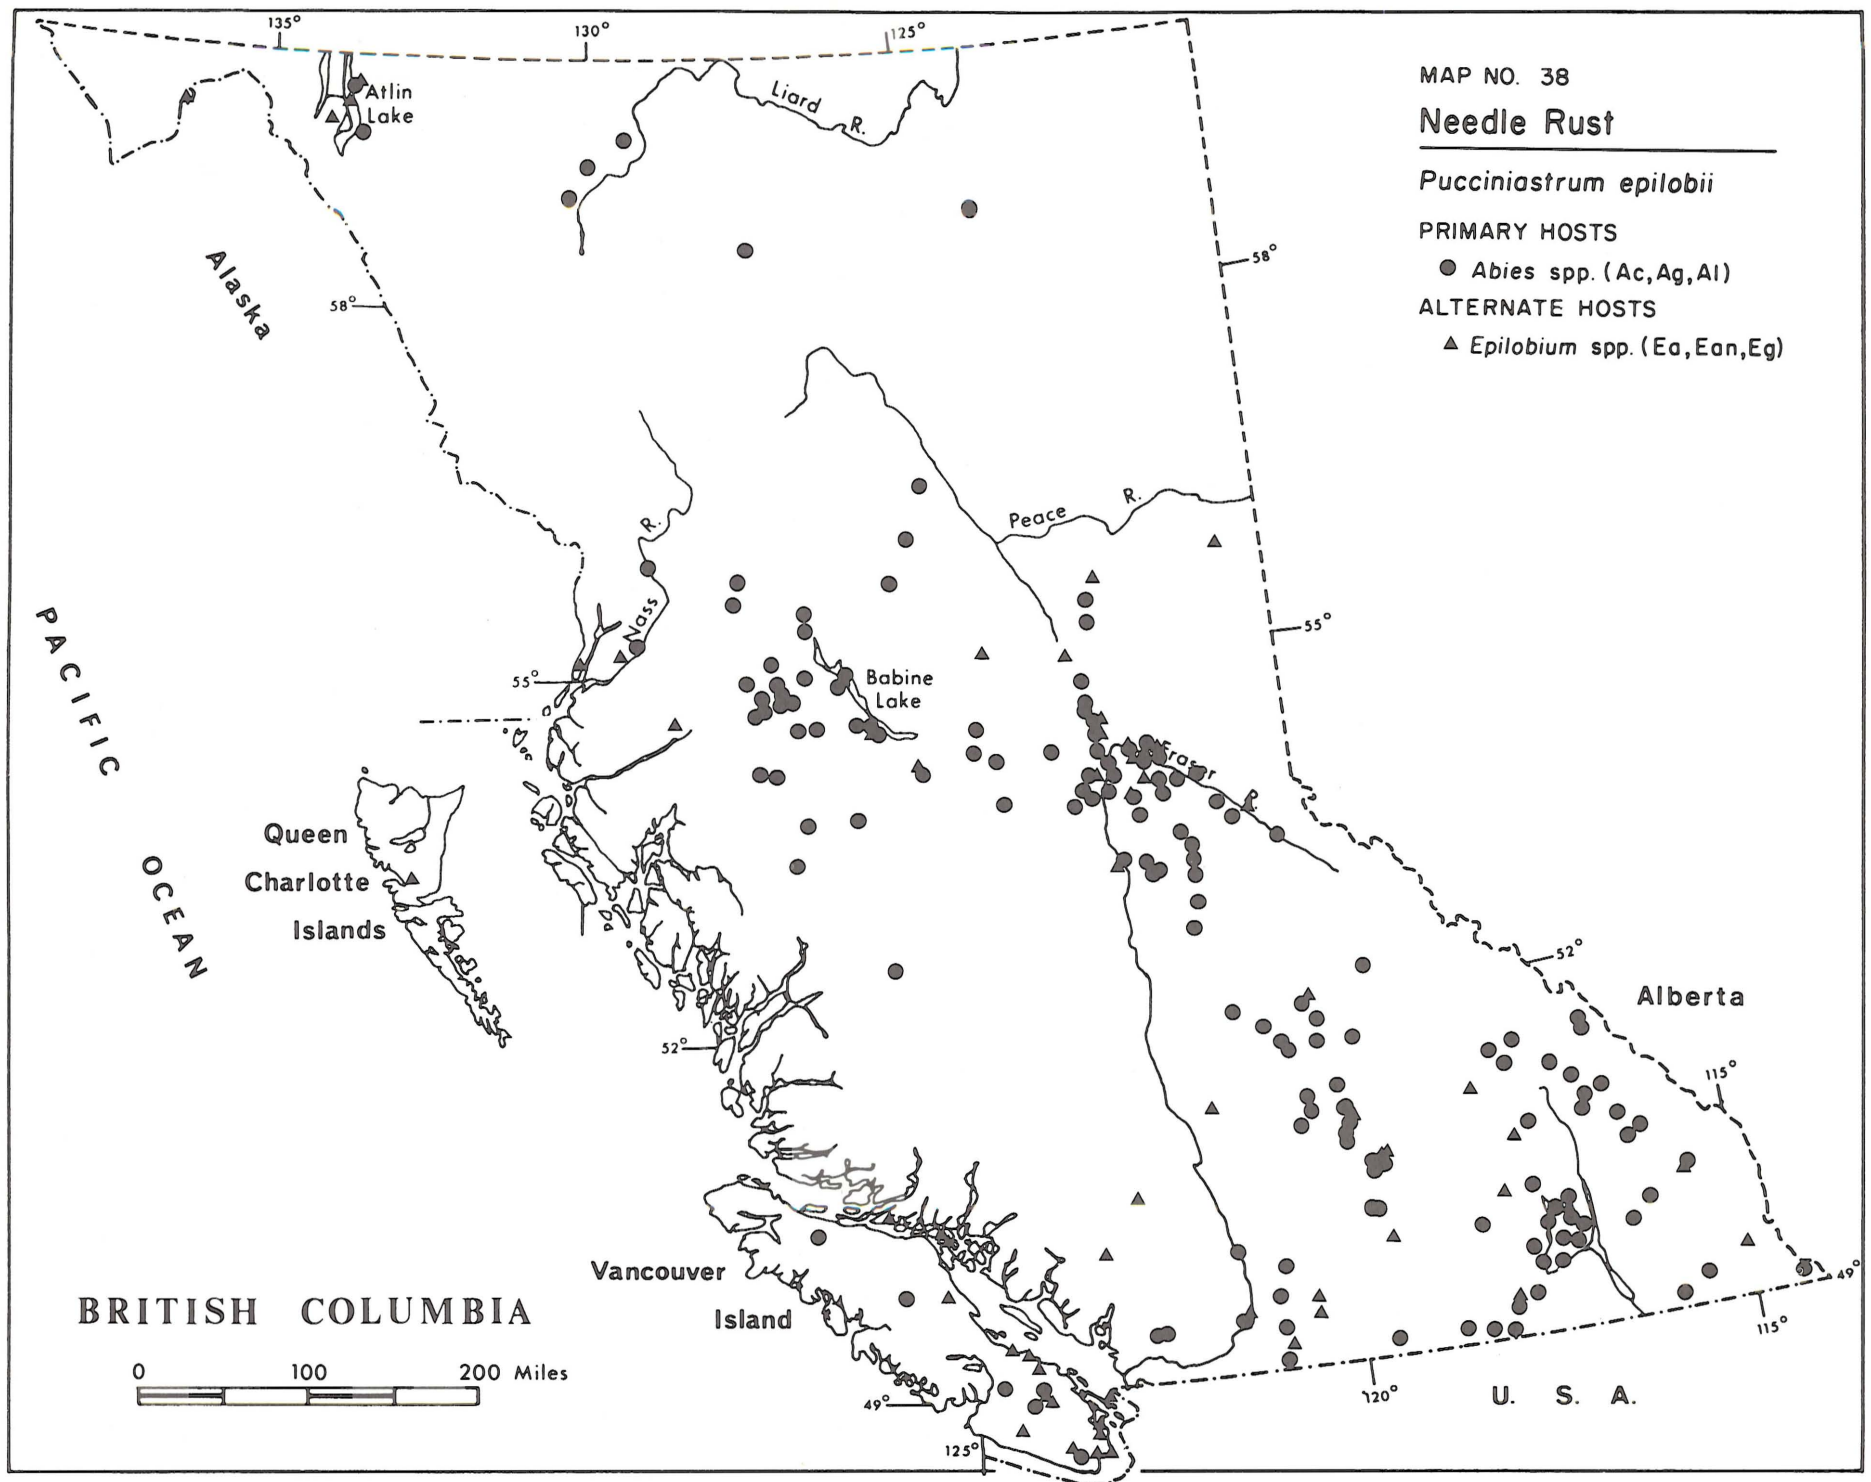 135°
130°
125°
MAP NO. 38
Needle Rust
Pucciniastrum epilobii
PRIMARY HOSTS
Abies spp. (Ac,Ag,Al)
ALTERNATE HOSTS
Epilobium spp. (Ea,Ean,Eg)
Atlin
Lake
Liard
R.
Alaska
58°
58°
Peace
R.
R.
Nass
55°
55°
PACIFIC
OCEAN
Babine
Lake
Fraser
R.
Queen
Charlotte
Islands
52°
52°
Alberta
115°
Vancouver
Island
BRITISH COLUMBIA
0 100 200 Miles
49°
49°
115°
120°
U. S. A.
125°